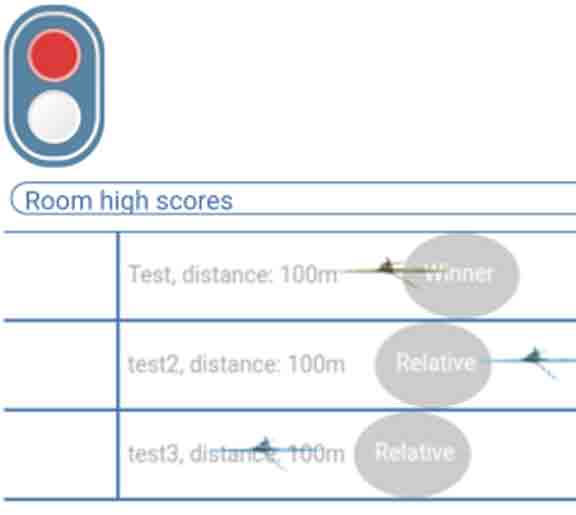 Room high scores
Test, distance: 100m Winner
test2, distance: 100m Relative
test3, distance: 100m Relative